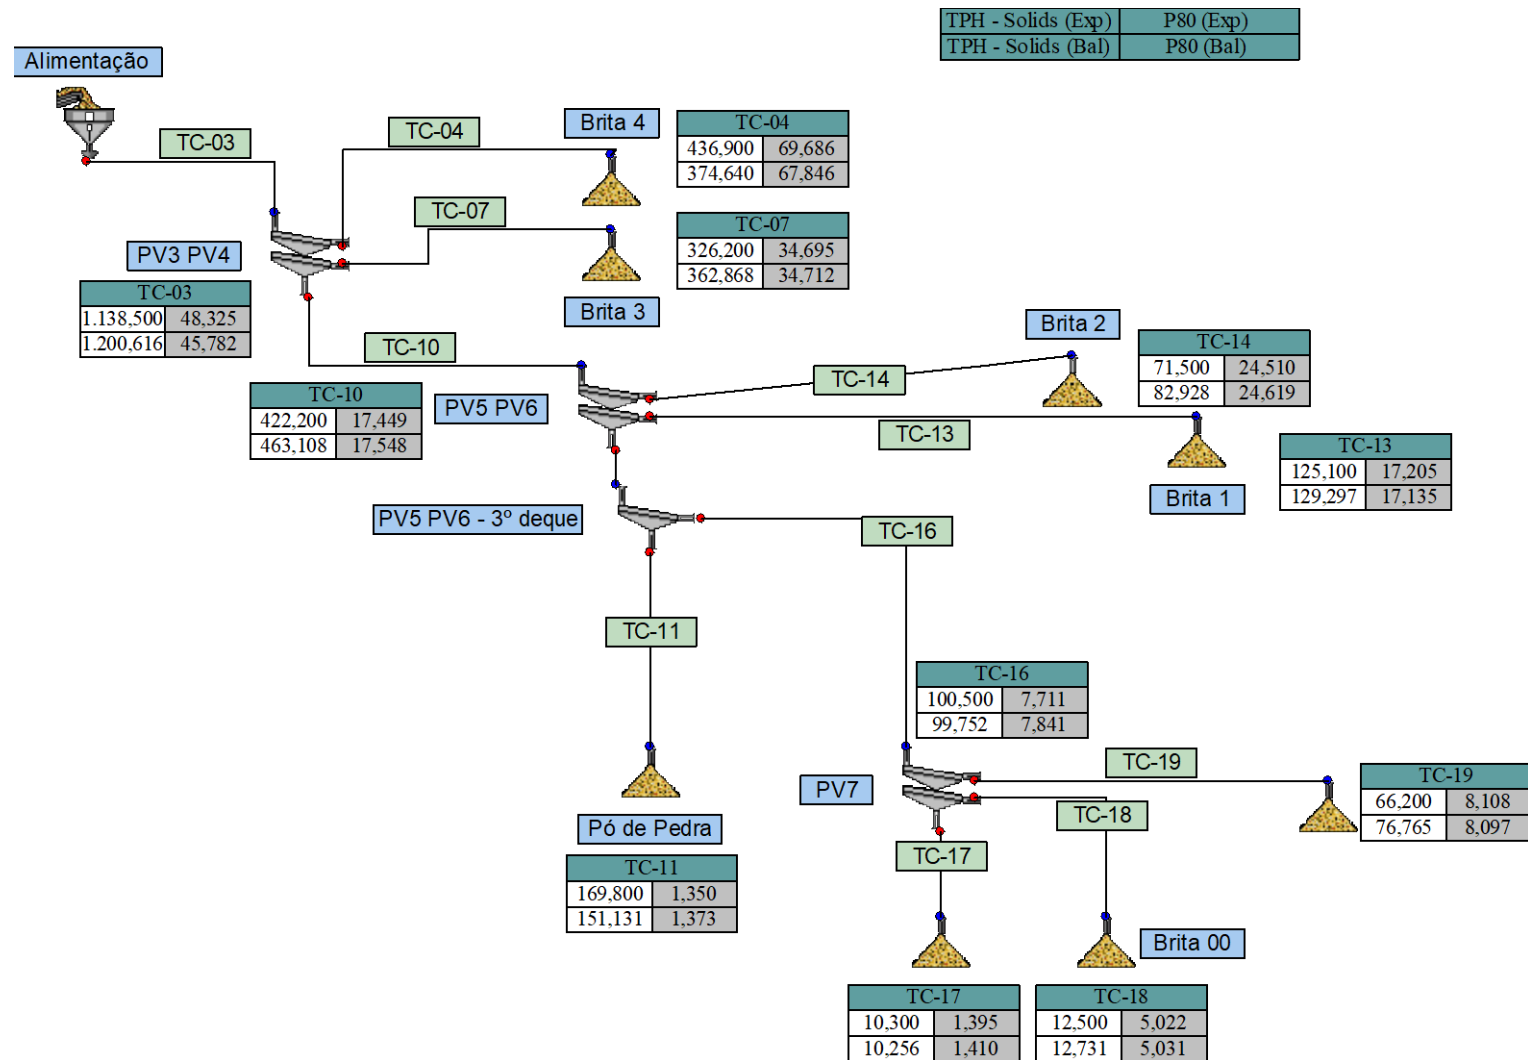 TPH - Solids (Exp) P80 (Exp)
TPH - Solids (Bal) P80 (Bal)
Alimentação
TC-03
TC-04
Brita 4
TC-04
436,900 69,686
374,640 67,846
TC-07
TC-07
326,200 34,695
362,868 34,712
Brita 3
PV3 PV4
TC-03
1.138,500 48,325
1.200,616 45,782
TC-10
Brita 2
TC-14
TC-14
71,500 24,510
82,928 24,619
TC-10
422,200 17,449
463,108 17,548
PV5 PV6
TC-13
TC-13
125,100 17,205
129,297 17,135
Brita 1
PV5 PV6 - 3º deque
TC-16
TC-11
TC-16
100,500 7,711
99,752 7,841
PV7
TC-19
TC-19
66,200 8,108
76,765 8,097
TC-18
Pó de Pedra
TC-17
TC-11
169,800 1,350
151,131 1,373
Brita 00
TC-17
10,300 1,395
10,256 1,410
TC-18
12,500 5,022
12,731 5,031